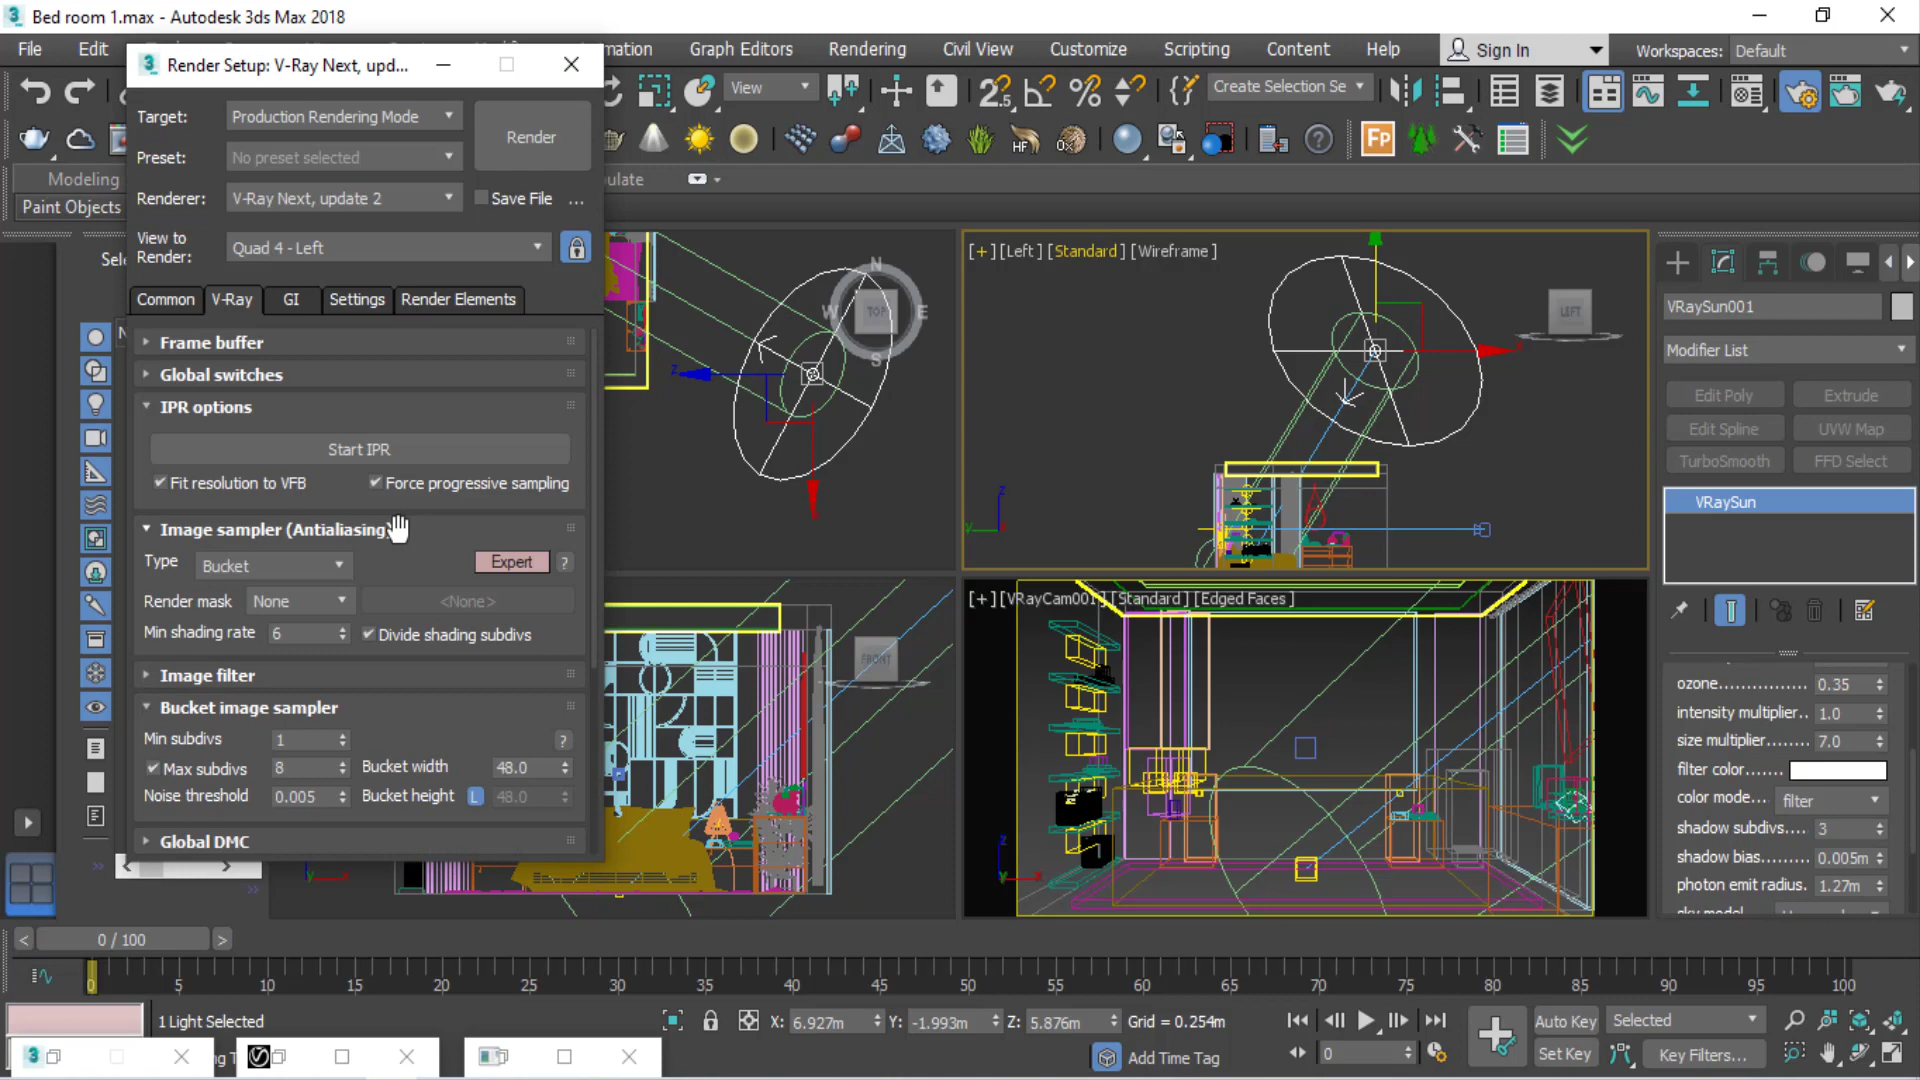 Bed room 1.max - Autodesk 3ds Max 2018
File
Edit
Graph Editors
Rendering
Civil View
Customize
Scripting
Content
Help
Sign In
Workspaces: Default
Render Setup: V-Ray Next, upd...
View
Create Selection Se
Target: Production Rendering Mode
Render
Preset: No preset selected
Renderer: V-Ray Next, update 2
Save File ...
View to
Render:
Quad 4 - Left
Modeling
Paint Objects
Common
V-Ray
GI
Settings
Render Elements
Frame buffer
Global switches
IPR options
Start IPR
Fit resolution to VFB
Force progressive sampling
Image sampler (Antialiasing)
Type Bucket
Expert ?
Render mask None
<None>
Min shading rate 6
Divide shading subdivs
Image filter
Bucket image sampler
Min subdivs 1 ?
Max subdivs 8
Bucket width 48.0
Noise threshold 0.005
Bucket height L 48.0
Global DMC
N
W
TOP
E
S
[+] [Left] [Standard] [Wireframe]
LEFT
FRONT
[+] [VRayCam001] [Standard] [Edged Faces]
VRaySun001
Modifier List
Edit Poly
Extrude
Edit Spline
UVW Map
TurboSmooth
FFD Select
VRaySun
ozone............... 0.35
intensity multiplier.. 1.0
size multiplier....... 7.0
filter color......
color mode... filter
shadow subdivs.... 3
shadow bias......... 0.005m
photon emit radius. 1.27m
0 / 100
0 5 10 15 20 25 30 35 40 45 50 55 60 65 70 75 80 85 90 95 100
1 Light Selected
X: 6.927m
Y: -1.993m
Z: 5.876m
Grid = 0.254m
Add Time Tag
0
Auto Key
Selected
Set Key
Key Filters...